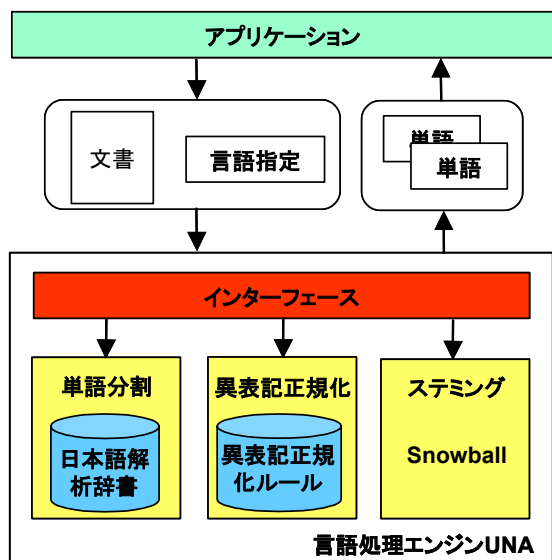 アプリケーション
文書
言語指定
単語
単語
インターフェース
単語分割
日本語解
析辞書
異表記正規化
異表記正規
化ルール
ステミング
Snowball
言語処理エンジンUNA